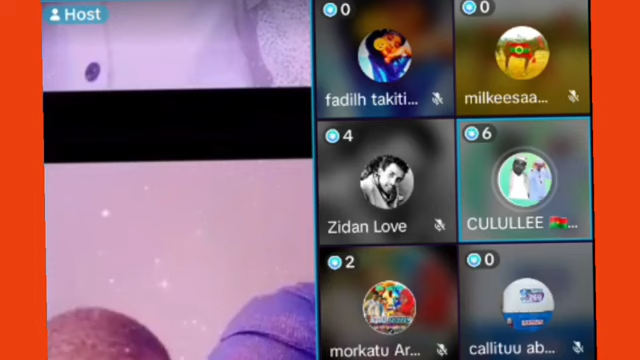 Host
0
0
fadilh takiti...
milkeesaa...
4
6
Zidan Love
CULULLEE 🇧🇫...
2
0
morkatu Ar...
callituu ab...